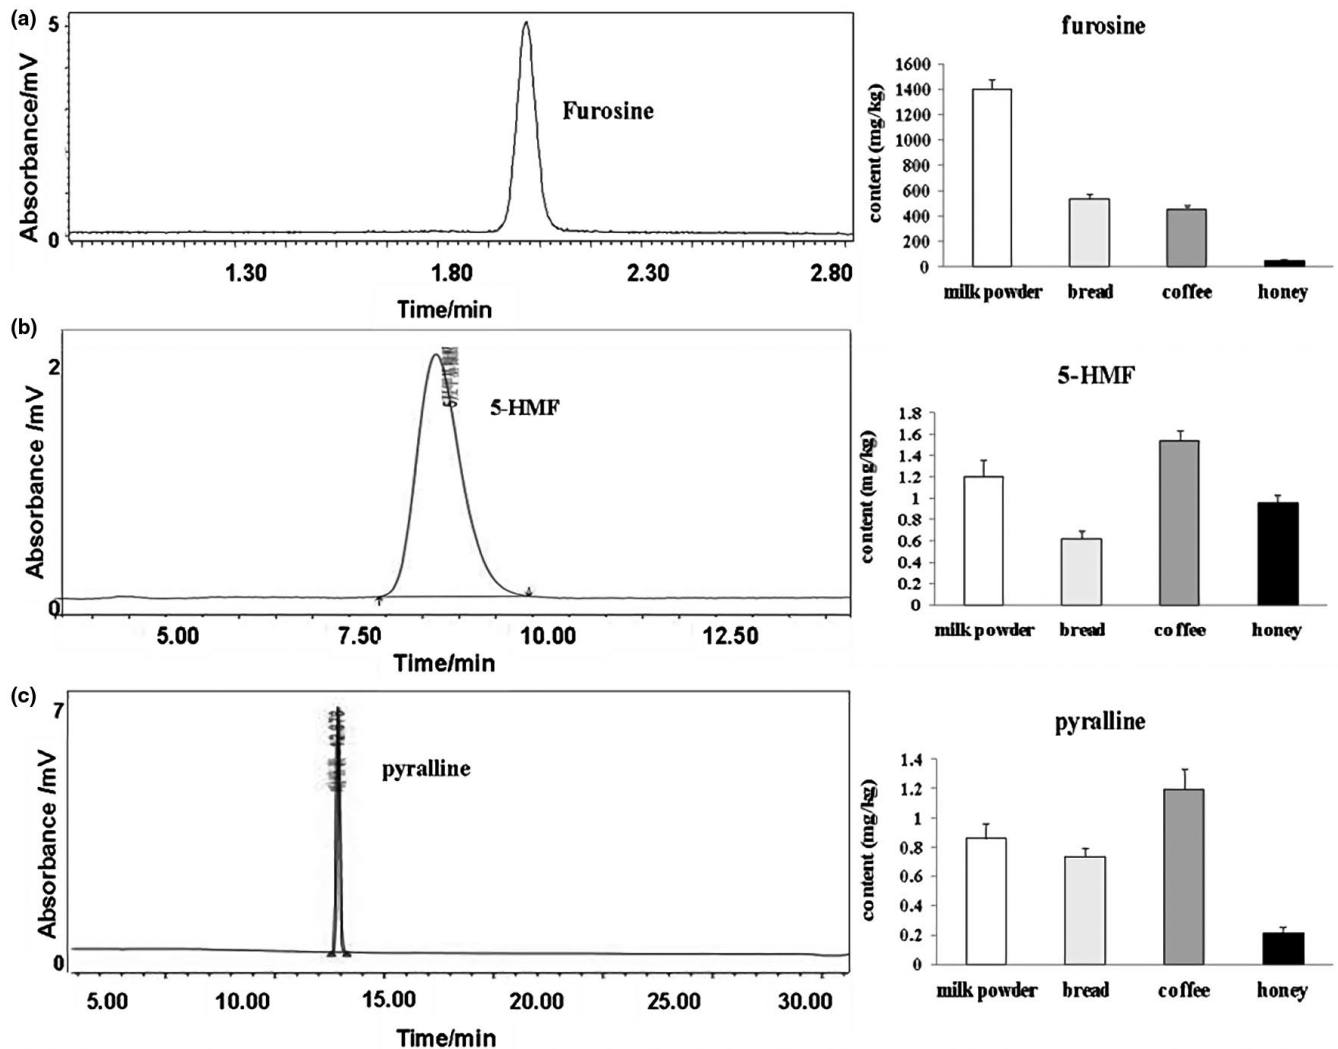 (a)
5
Absorbance/mV
0
Furosine
1.30 1.80 2.30 2.80
Time/min
furosine
content (mg/kg)
1600
1400
1200
1000
800
600
400
200
0
milk powder bread coffee honey
(b)
2
Absorbance /mV
0
5-HMF
5.00 7.50 10.00 12.50
Time/min
5-HMF
content (mg/kg)
1.8
1.6
1.4
1.2
1
0.8
0.6
0.4
0.2
0
milk powder bread coffee honey
(c)
7
Absorbance /mV
0
pyralline
5.00 10.00 15.00 20.00 25.00 30.00
Time/min
pyralline
content (mg/kg)
1.4
1.2
1
0.8
0.6
0.4
0.2
0
milk powder bread coffee honey